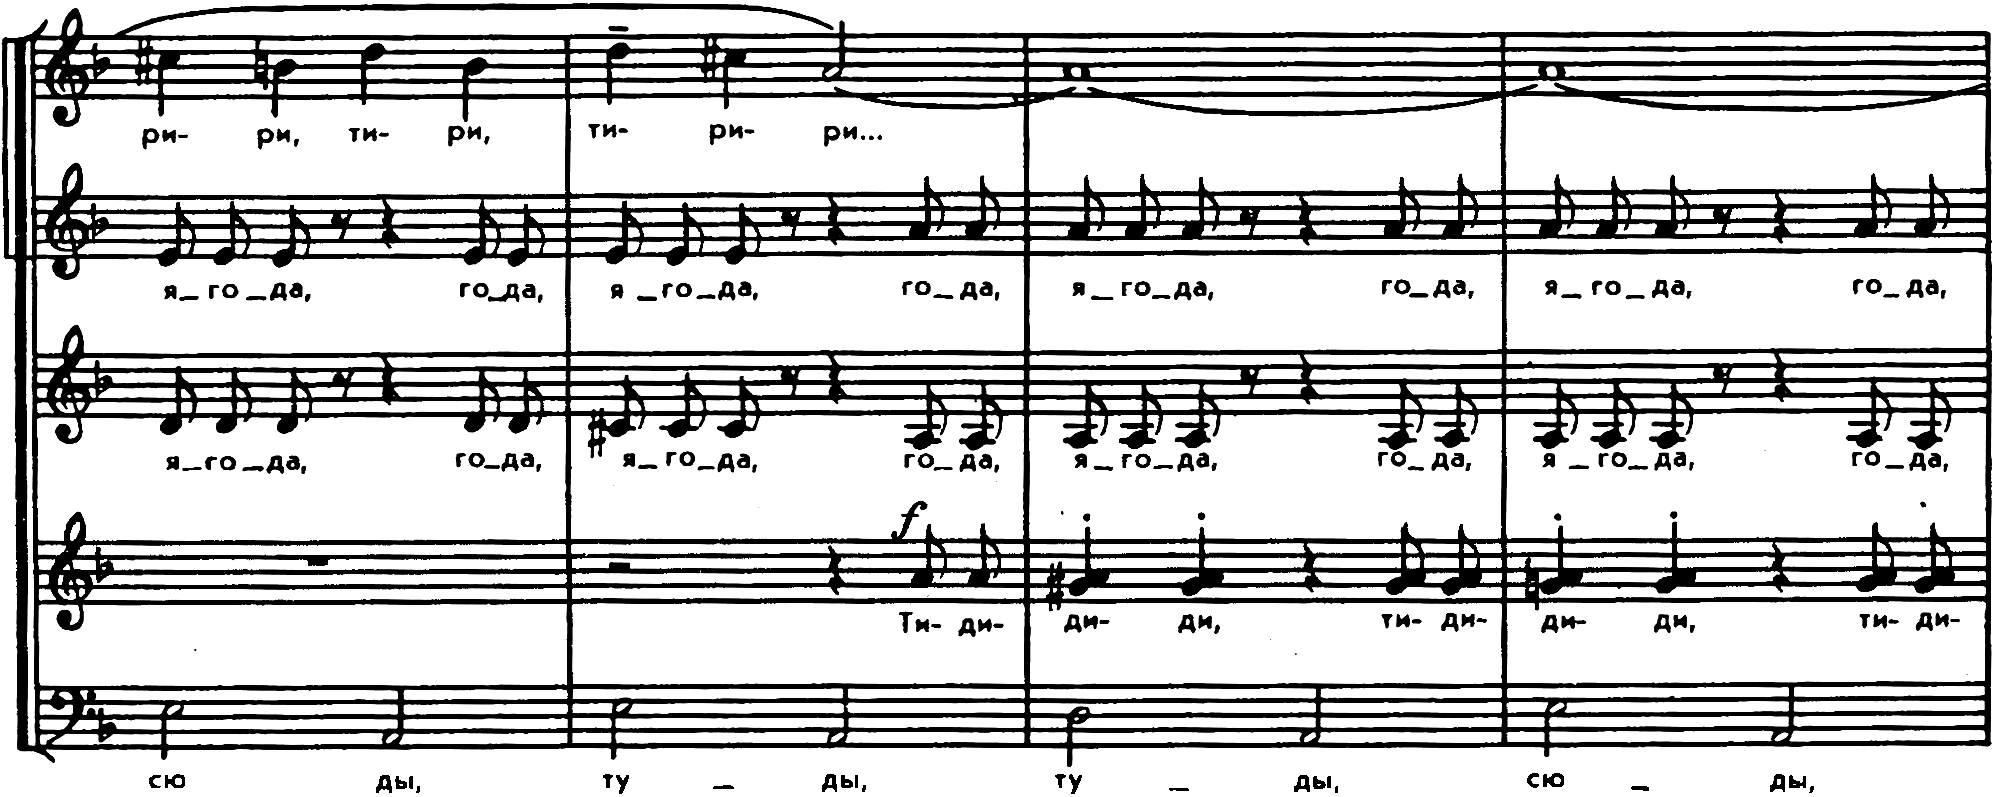 ри- ри, ти- ри, ти- ри- ри...
я_го_да, го_да, я_го_да, го_да, я_го_да, го_да, я_го_да, го_да,
я_го_да, го_да, я_го_да, го_да, я_го_да, го_да, я_го_да, го_да,
f
Ти- ди- ди- ди, ти- ди- ди- ди, ти- ди-
сю ды, ту _ ды, ту _ ды, сю _ ды,